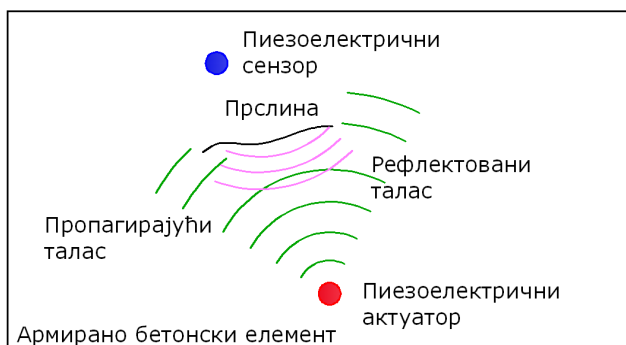 Пиезоелектрични
сензор
Прслина
Рефлектовани
талас
Пропагирајући
талас
Пиезоелектрични
актуатор
Армирано бетонски елемент